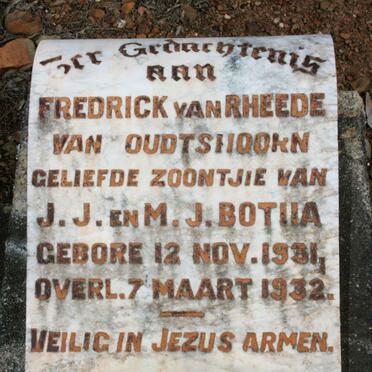 Ter Gedachtenis
aan
FREDRICK VAN RHEEDE
VAN OUDTSHOORN
GELIEFDE ZOONTJIE VAN
J. J. EN M. J. BOTHA
GEBORE 12 NOV. 1931,
OVERL. 7 MAART 1932.
VEILIG IN JEZUS ARMEN.